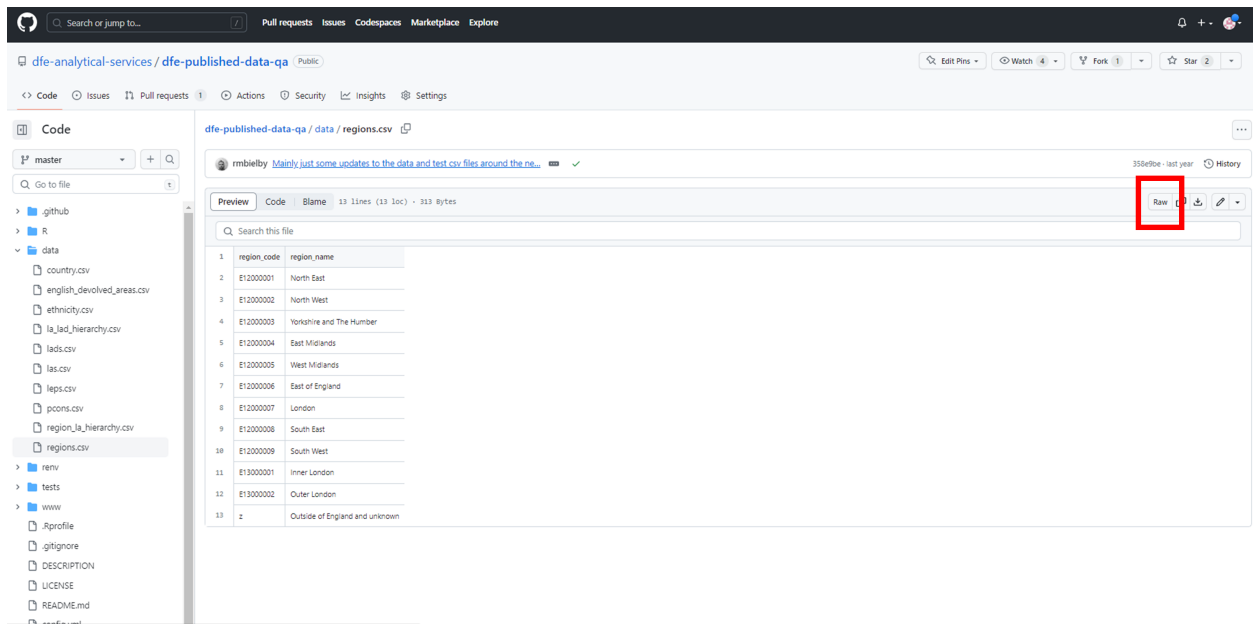 Search or jump to... / Pull requests Issues Codespaces Marketplace Explore
dfe-analytical-services / dfe-published-data-qa Public
Edit Pins Watch 4 Fork 1 Star 2
Code Issues Pull requests 1 Actions Security Insights Settings
Code
master
Go to file t
.github
R
data
country.csv
english_devolved_areas.csv
ethnicity.csv
la_lad_hierarchy.csv
lads.csv
las.csv
leps.csv
pcons.csv
region_la_hierarchy.csv
regions.csv
renv
tests
www
.Rprofile
.gitignore
DESCRIPTION
LICENSE
README.md
config.yml
dfe-published-data-qa / data / regions.csv
rmbielby Mainly just some updates to the data and test csv files around the ne...
358e9be · last year History
Preview Code Blame 13 lines (13 loc) · 313 Bytes
Raw
Search this file
1 region_code region_name
2 E12000001 North East
3 E12000002 North West
4 E12000003 Yorkshire and The Humber
5 E12000004 East Midlands
6 E12000005 West Midlands
7 E12000006 East of England
8 E12000007 London
9 E12000008 South East
10 E12000009 South West
11 E13000001 Inner London
12 E13000002 Outer London
13 z Outside of England and unknown